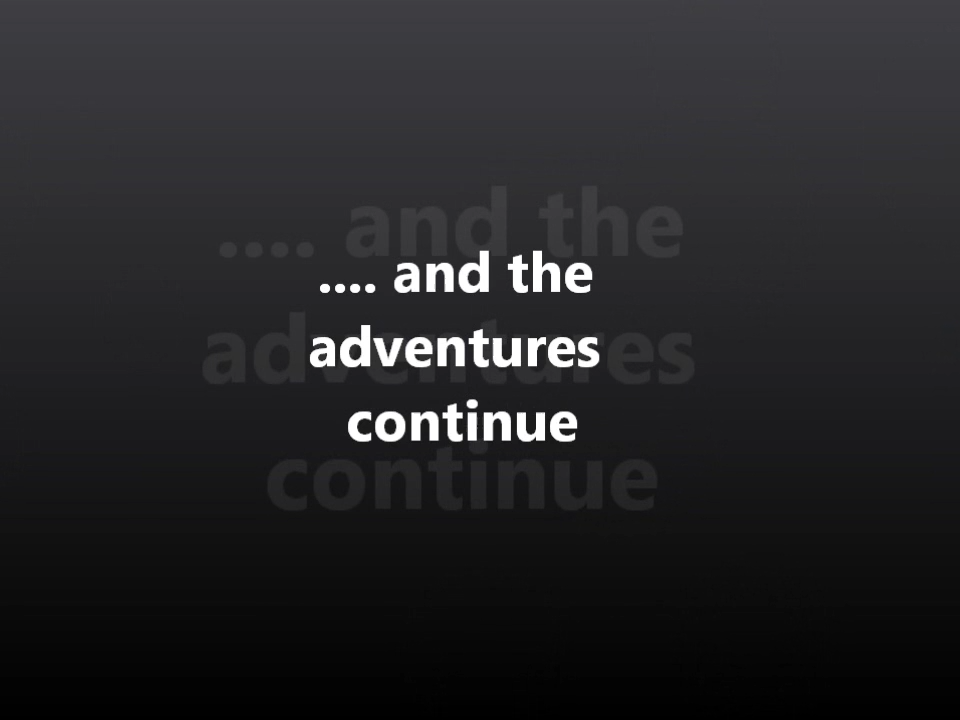 .... and the
adventures
continue